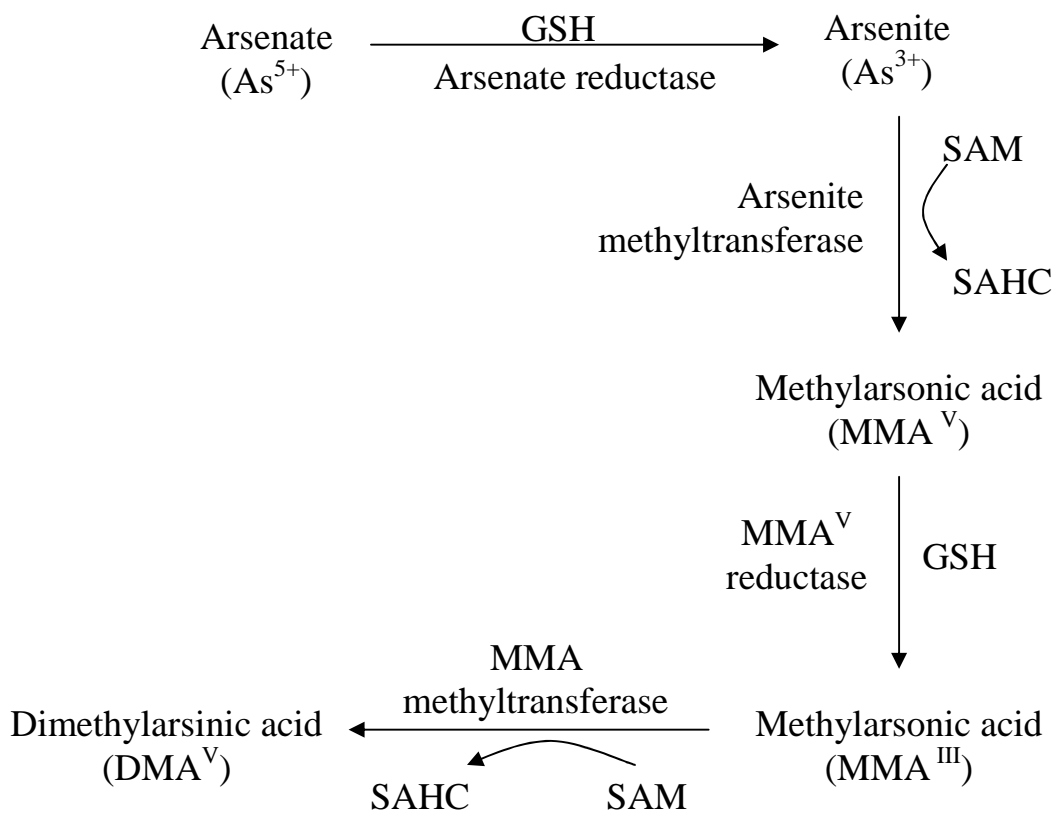 Arsenate
(As5+)
GSH
Arsenate reductase
Arsenite
(As3+)
SAM
Arsenite
methyltransferase
SAHC
Methylarsonic acid
(MMA V)
MMAV
reductase
GSH
MMA
methyltransferase
Dimethylarsinic acid
(DMAV)
SAHC
SAM
Methylarsonic acid
(MMA III)